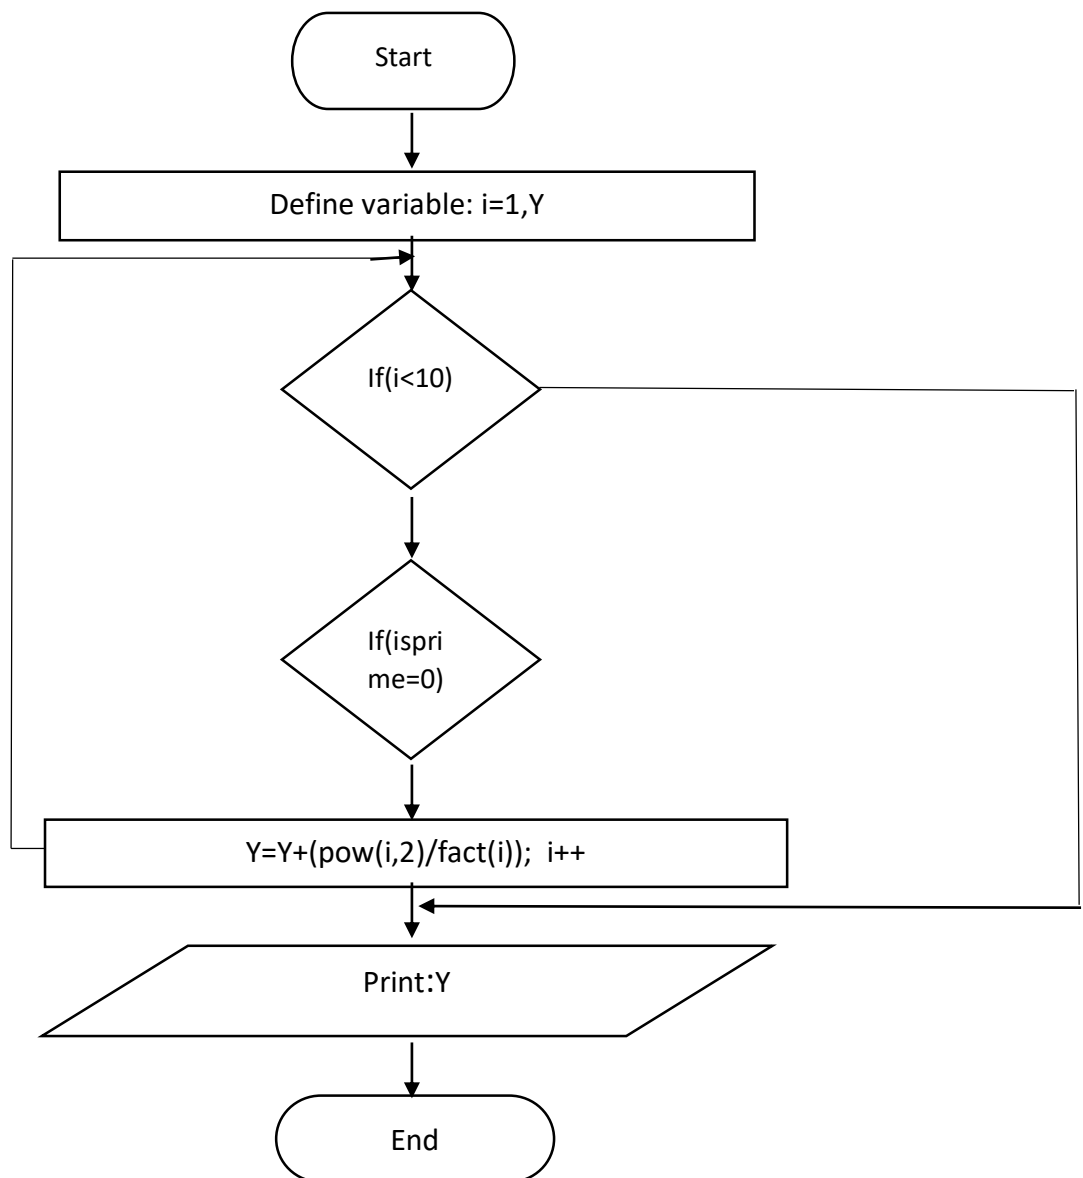 Start
Define variable: i=1,Y
If(i<10)
If(ispri
me=0)
Y=Y+(pow(i,2)/fact(i)); i++
Print:Y
End